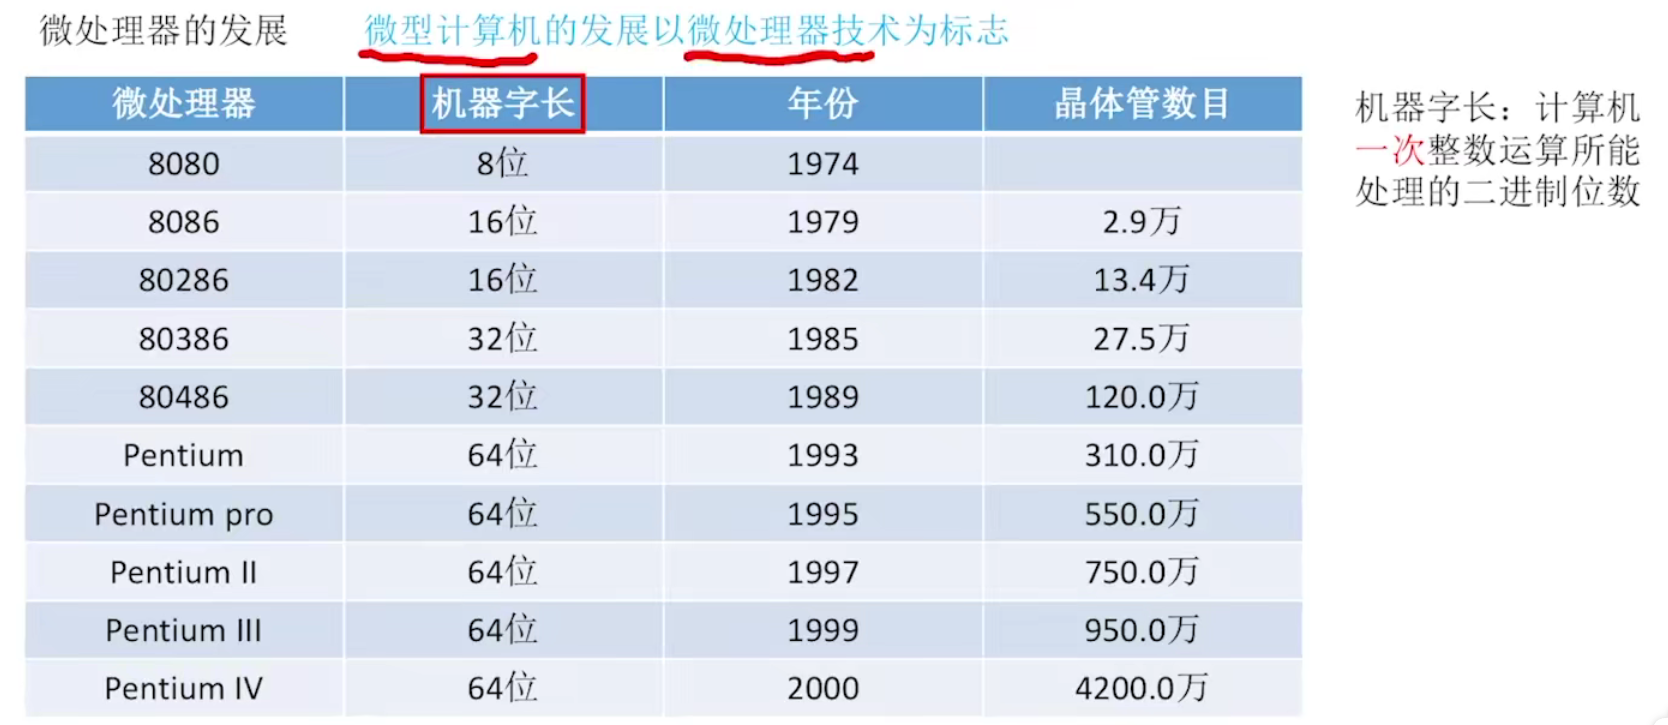 微处理器的发展 微型计算机的发展以微处理器技术为标志
微处理器 机器字长 年份 晶体管数目
8080 8位 1974
8086 16位 1979 2.9万
80286 16位 1982 13.4万
80386 32位 1985 27.5万
80486 32位 1989 120.0万
Pentium 64位 1993 310.0万
Pentium pro 64位 1995 550.0万
Pentium II 64位 1997 750.0万
Pentium III 64位 1999 950.0万
Pentium IV 64位 2000 4200.0万
机器字长：计算机
一次整数运算所能
处理的二进制位数